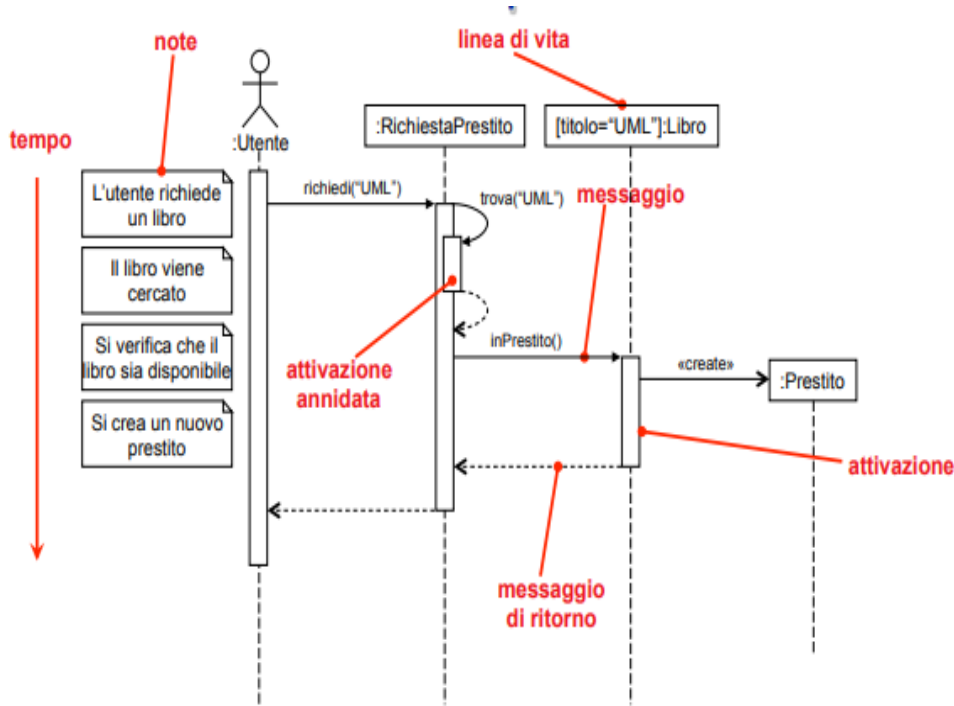 note
linea di vita
tempo
:Utente
:RichiestaPrestito
[titolo=“UML”]:Libro
L'utente richiede
un libro
richiedi(“UML”)
trova(“UML”)
messaggio
Il libro viene
cercato
Si verifica che il
libro sia disponibile
attivazione
annidata
inPrestito()
«create»
:Prestito
Si crea un nuovo
prestito
attivazione
messaggio
di ritorno